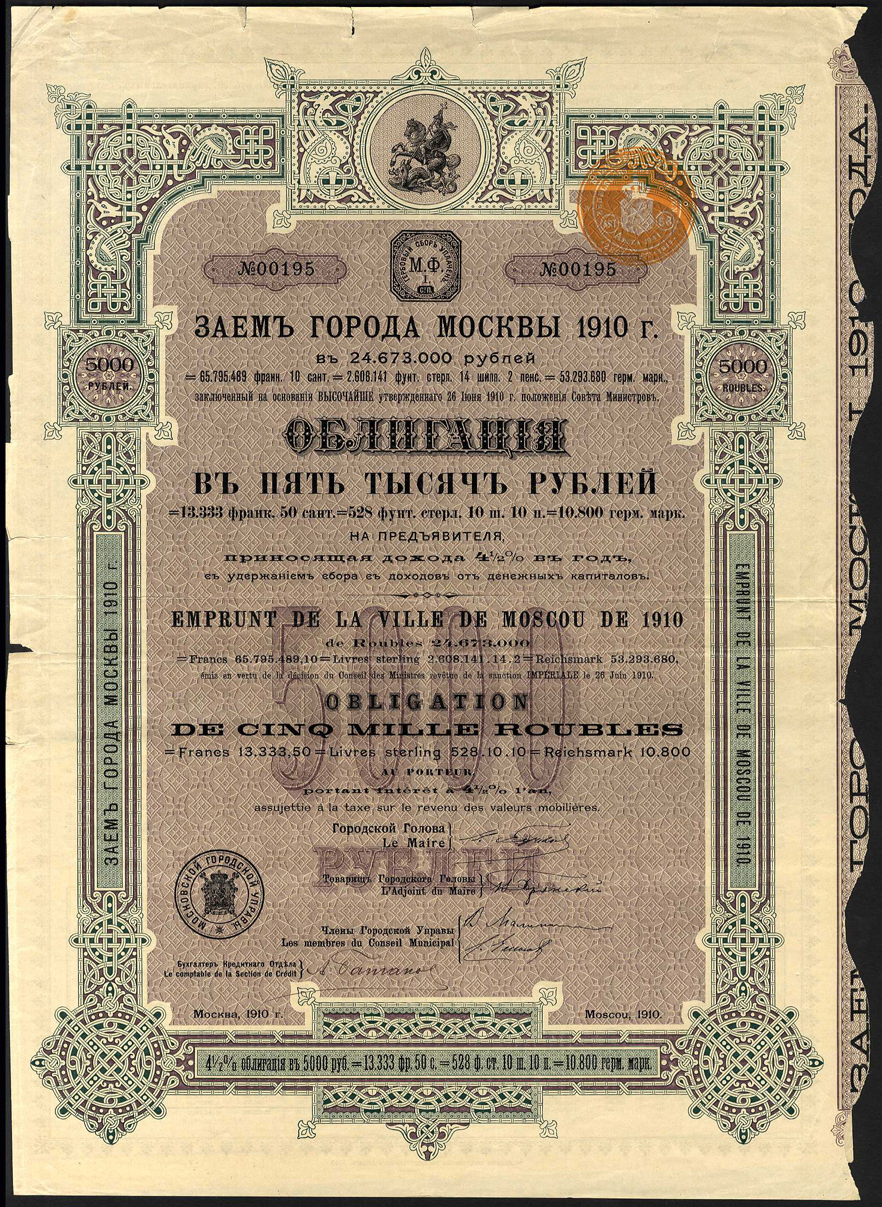 №00195
ГЕРБОВЫЙ СБОРЪ УПЛАЧЕНЪ
М.Ф.
1
СПБ.
№00195
ЗАЕМЪ ГОРОДА МОСКВЫ 1910 г.
въ 24.673.000 рублей
= 65.795.489 франк. 10 сант. = 2.608.141 фунт. стерл. 14 шилл. 2 пенс. = 53.293.680 герм. марк.,
заключенный на основаніи ВЫСОЧАЙШЕ утвержденнаго 26 Іюня 1910 г. положенія Совѣта Министровъ.
5000
РУБЛЕЙ.
5000
ROUBLES.
ОБЛИГАЦІЯ
ВЪ ПЯТЬ ТЫСЯЧЪ РУБЛЕЙ
=13.333 франк. 50 сант.=528 фунт. стерл. 10 ш. 10 п.=10.800 герм. марк.
НА ПРЕДЪЯВИТЕЛЯ,
приносящая дохода 4½% въ годъ,
съ удержаніемъ сбора съ доходовъ отъ денежныхъ капиталовъ.
5000
EMPRUNT DE LA VILLE DE MOSCOU DE 1910
de Roubles 24.673.000
=Francs 65.795.489,10=Livres sterling 2.608.141.14.2=Reichsmark 53.293.680,
émis en vertu de la décision du Conseil des Ministres revêtue de la sanction IMPÉRIALE le 26 Juin 1910.
OBLIGATION
DE CINQ MILLE ROUBLES
=Francs 13.333,50=Livres sterling 528.10.10=Reichsmark 10.800
AU PORTEUR,
portant intérêt à 4½% l'an,
assujettie à la taxe sur le revenu des valeurs mobilières.
РУБЛЕЙ
Городской Голова
Le Maire
Товарищъ Городского Головы
L'Adjoint du Maire
Члены Городской Управы
Les membres du Conseil Municipal
Бухгалтеръ Кредитнаго Отдѣла
Le comptable de la Section de Crédit
МОСКОВСКОЙ ГОРОДСКОЙ УПРАВЫ
Москва, 1910 г.
Moscou, 1910.
4½% облигація въ 5000 руб. = 13.333 фр. 50 с. = 528 ф. ст. 10 ш. 10 п. = 10.800 герм. марк.
ЗАЕМЪ ГОРОДА МОСКВЫ 1910 г.
EMPRUNT DE LA VILLE DE MOSCOU DE 1910